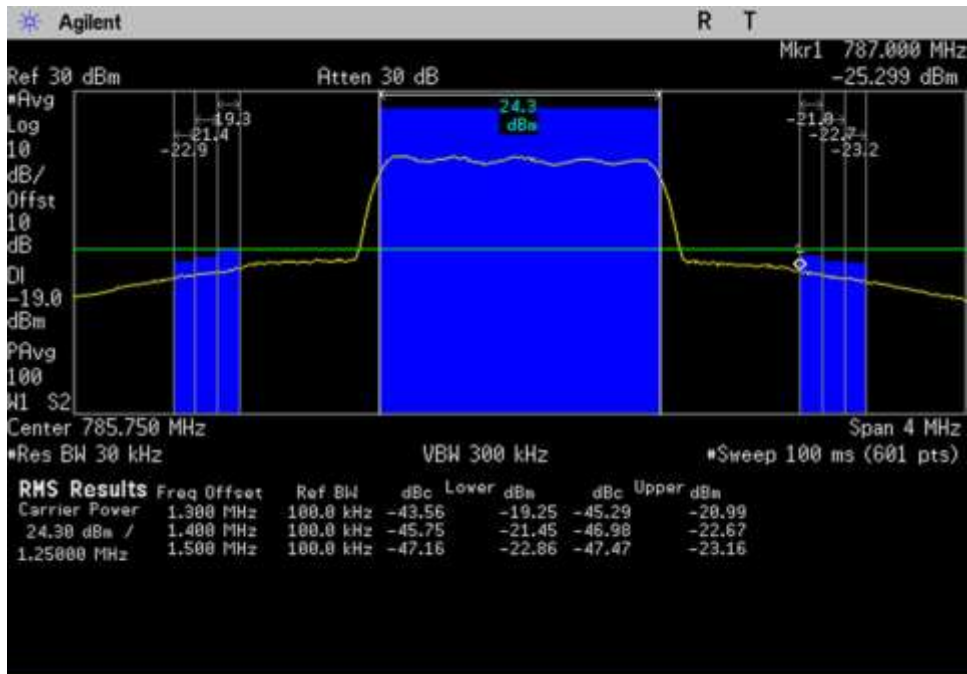 Agilent R T
Mkr1 787.000 MHz
Ref 30 dBm Atten 30 dB -25.299 dBm
#Avg
Log
10
dB/
Offst
10
dB
DI
-19.0
dBm
PAvg
100
W1 S2
24.3
dBm
-19.3
-21.4
-22.9
-21.0
-22.7
-23.2
1
Center 785.750 MHz Span 4 MHz
#Res BW 30 kHz VBW 300 kHz #Sweep 100 ms (601 pts)
RMS Results Freq Offset Ref BW dBc Lower dBm dBc Upper dBm
Carrier Power 1.300 MHz 100.0 kHz -43.56 -19.25 -45.29 -20.99
24.30 dBm / 1.400 MHz 100.0 kHz -45.75 -21.45 -46.98 -22.67
1.25000 MHz 1.500 MHz 100.0 kHz -47.16 -22.86 -47.47 -23.16